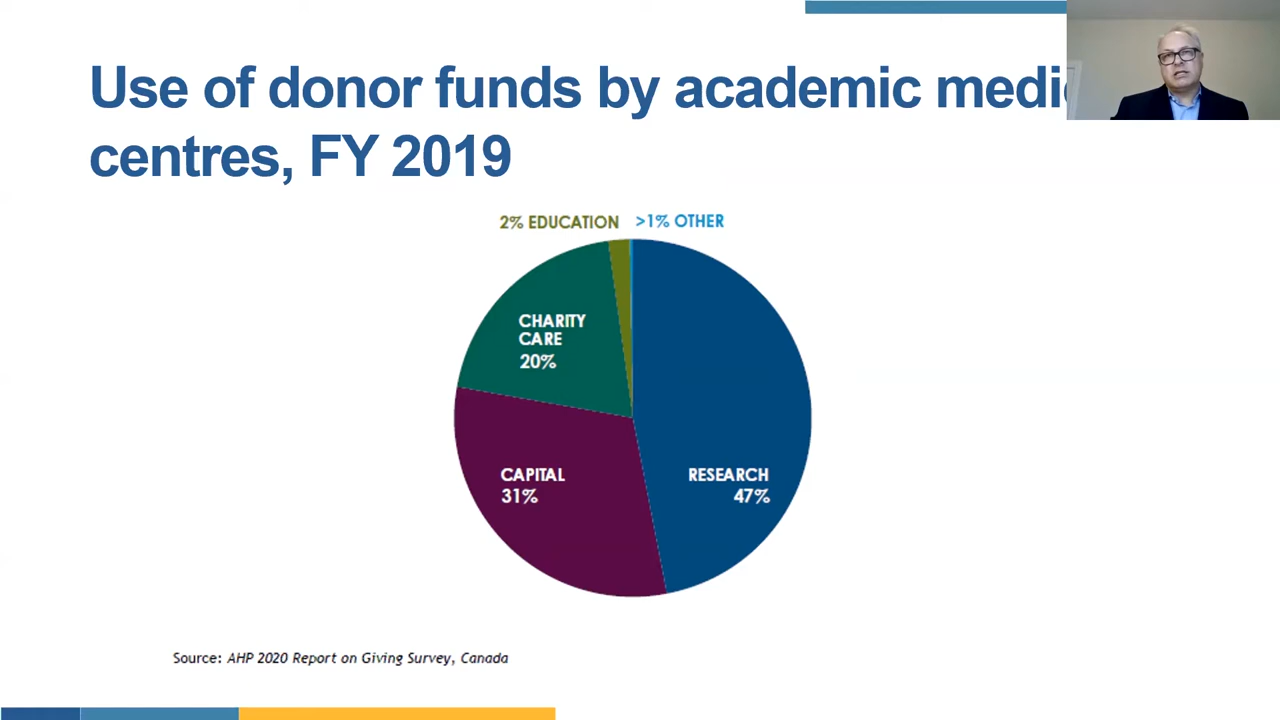 Use of donor funds by academic
centres, FY 2019
2% EDUCATION
>1% OTHER
CHARITY
CARE
20%
CAPITAL
31%
RESEARCH
47%
Source: AHP 2020 Report on Giving Survey, Canada